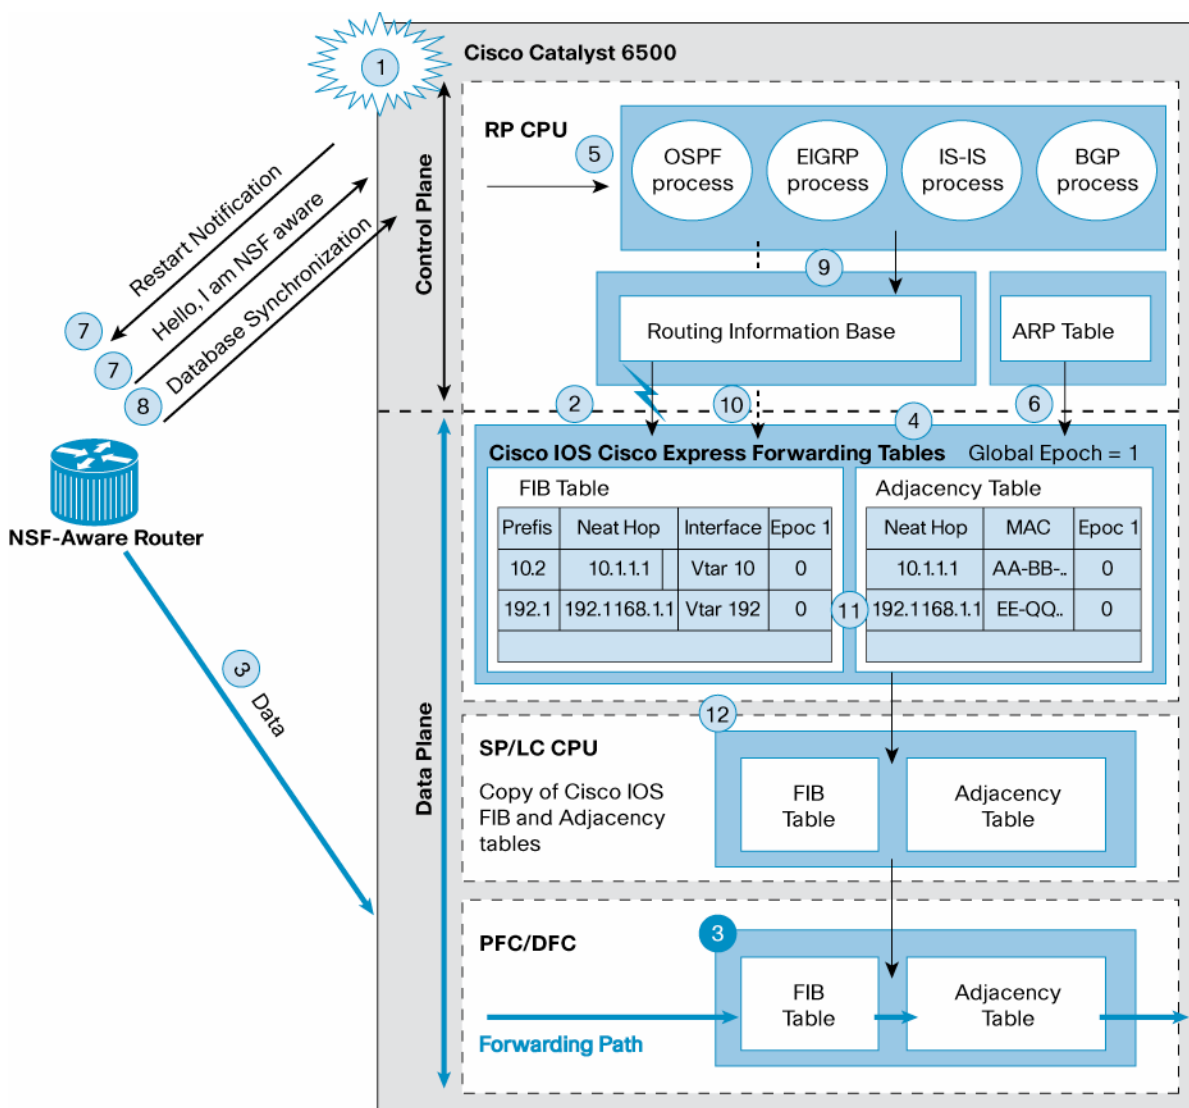 1
Cisco Catalyst 6500
RP CPU
5
OSPF
process
EIGRP
process
IS-IS
process
BGP
process
Control Plane
Restart Notification
Hello, I am NSF aware
Database Synchronization
7
7
8
9
Routing Information Base
ARP Table
2
10
4
6
Cisco IOS Cisco Express Forwarding Tables Global Epoch = 1
FIB Table
Prefis Neat Hop Interface Epoc 1
10.2 10.1.1.1 Vtar 10 0
192.1 192.1168.1.1 Vtar 192 0
11
Adjacency Table
Neat Hop MAC Epoc 1
10.1.1.1 AA-BB-.. 0
192.1168.1.1 EE-QQ.. 0
NSF-Aware Router
3
Data
Data Plane
12
SP/LC CPU
Copy of Cisco IOS
FIB and Adjacency
tables
FIB
Table
Adjacency
Table
PFC/DFC
3
FIB
Table
Adjacency
Table
Forwarding Path